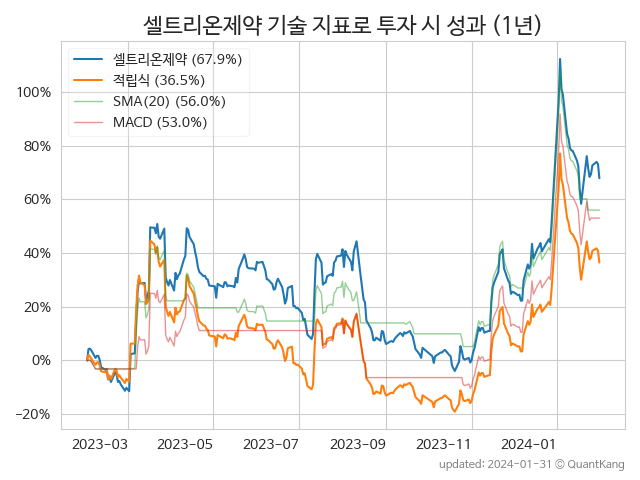 셀트리온제약 기술 지표로 투자 시 성과 (1년)
셀트리온제약 (67.9%)
적립식 (36.5%)
SMA(20) (56.0%)
MACD (53.0%)
100%
80%
60%
40%
20%
0%
−20%
2023-03 2023-05 2023-07 2023-09 2023-11 2024-01
updated: 2024-01-31 © QuantKang